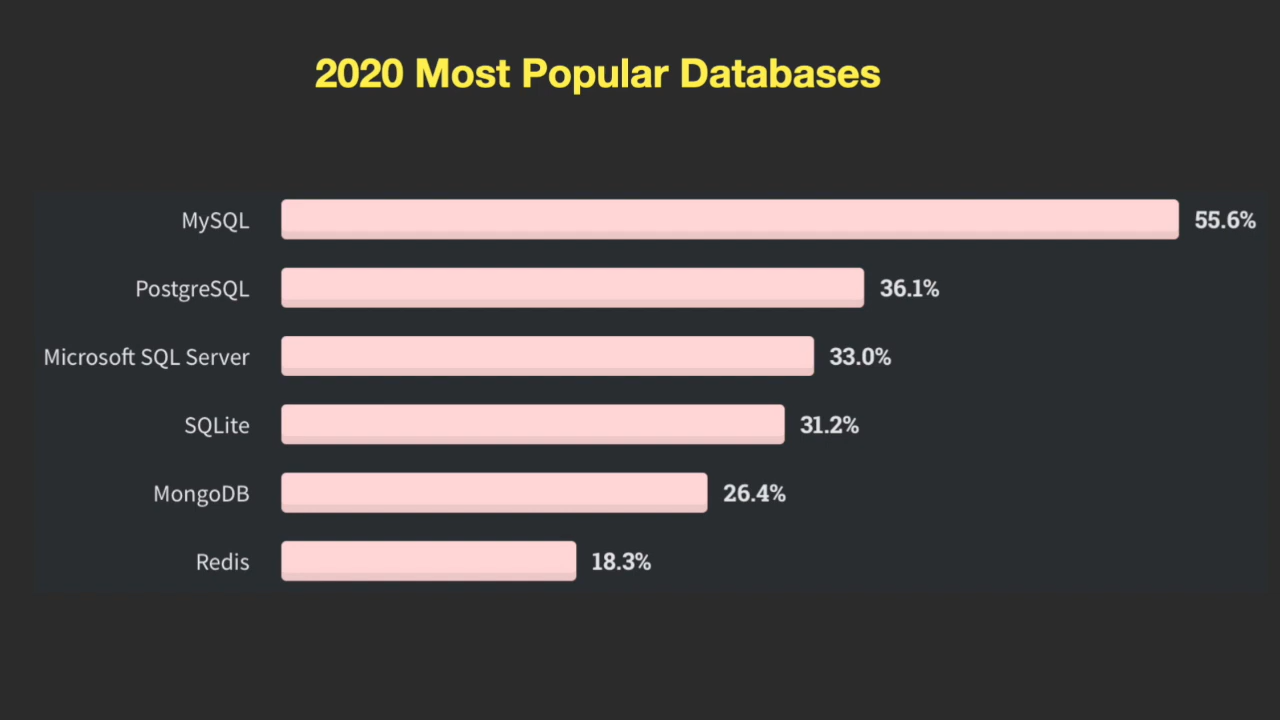 2020 Most Popular Databases
MySQL 55.6%
PostgreSQL 36.1%
Microsoft SQL Server 33.0%
SQLite 31.2%
MongoDB 26.4%
Redis 18.3%